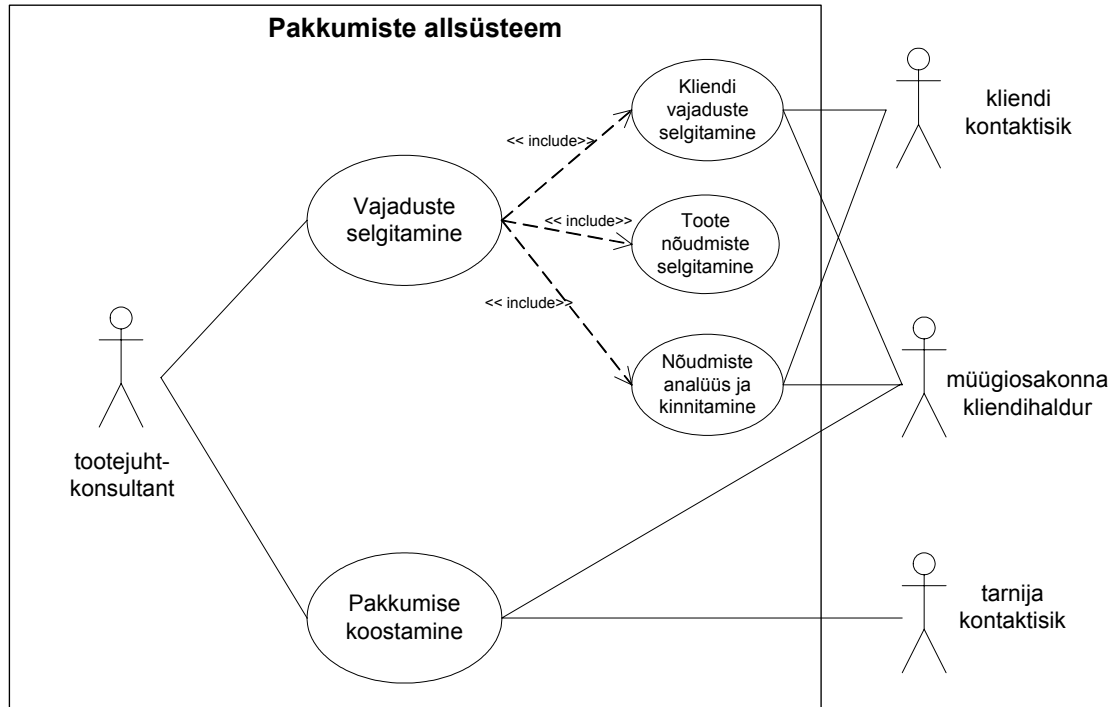 Pakkumiste allsüsteem
Kliendi
vajaduste
selgitamine
kliendi
kontaktisik
<< include>>
Vajaduste
selgitamine
<< include>>
Toote
nõudmiste
selgitamine
<< include>>
Nõudmiste
analüüs ja
kinnitamine
müügiosakonna
kliendihaldur
tootejuht-
konsultant
Pakkumise
koostamine
tarnija
kontaktisik